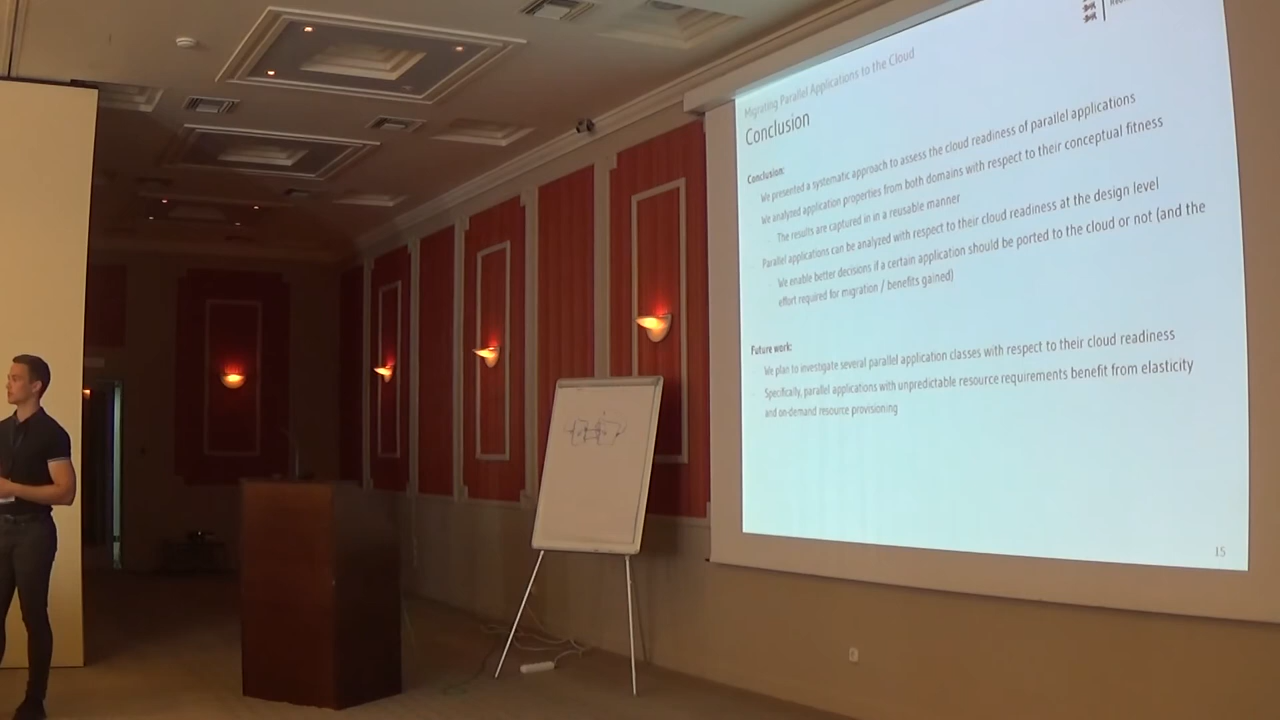 Migrating Parallel Applications to the Cloud
Conclusion
Conclusion:
We presented a systematic approach to assess the cloud readiness of parallel applications
We analyzed application properties from both domains with respect to their conceptual fitness
The results are captured in in a reusable manner
Parallel applications can be analyzed with respect to their cloud readiness at the design level
We enable better decisions if a certain application should be ported to the cloud or not (and the
effort required for migration / benefits gained)
Future work:
We plan to investigate several parallel application classes with respect to their cloud readiness
Specifically, parallel applications with unpredictable resource requirements benefit from elasticity
and on-demand resource provisioning
15